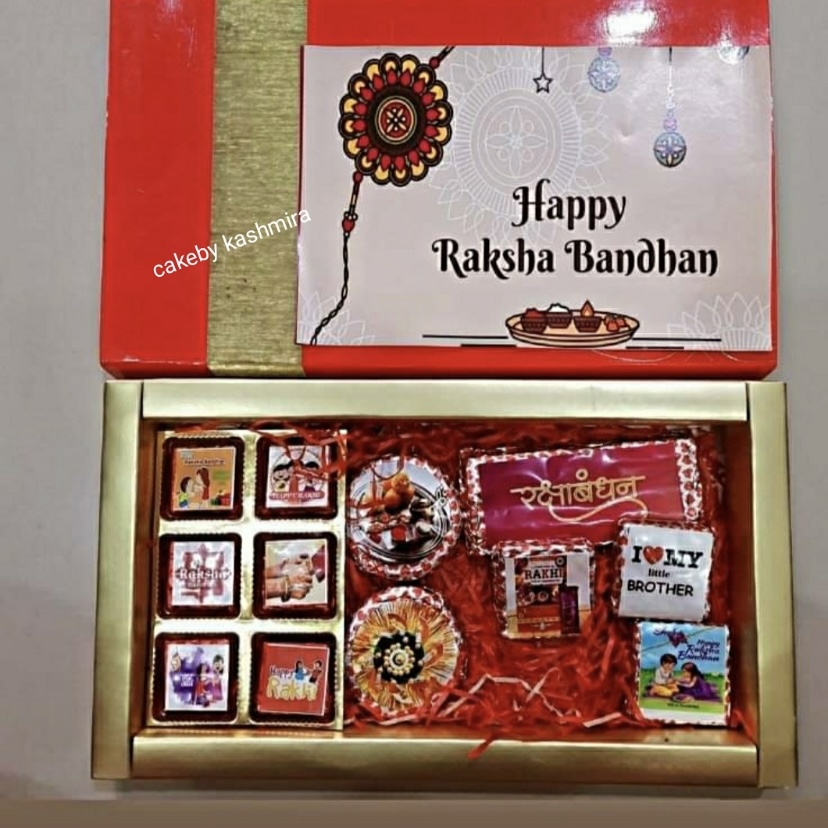 Happy
Raksha Bandhan
cakeby kashmira
रक्षाबंधन
HAPPY RAKHI
RAKHI
I ❤ MY
little
BROTHER
Raksha
Happy
Raksha
Bandhan
Happy
Rakhi